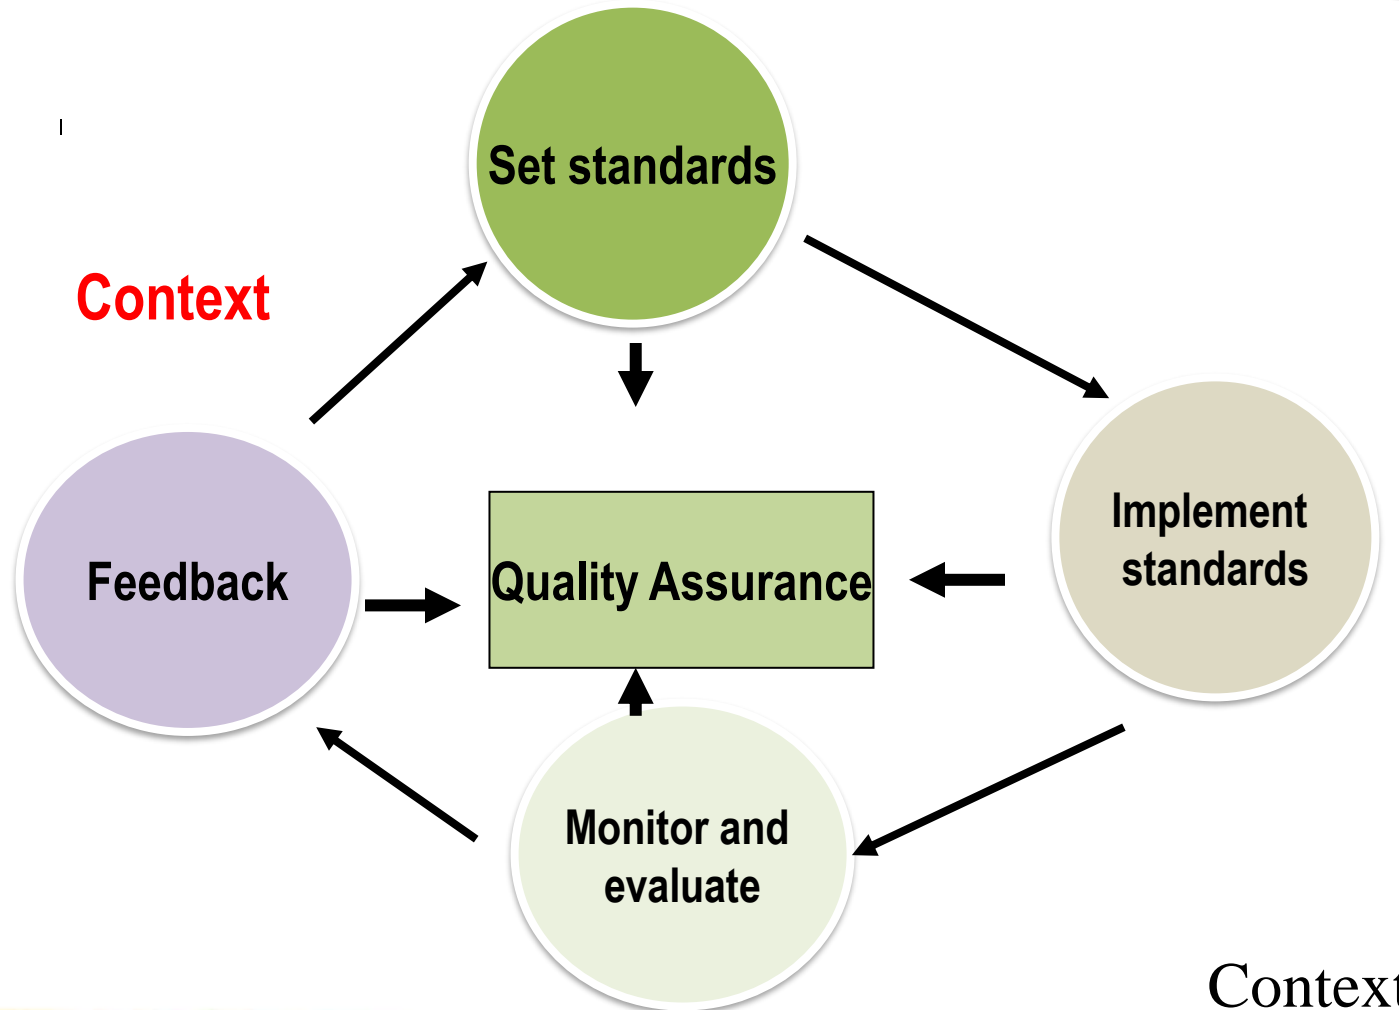 Set standards
Context
Implement
standards
Feedback
Quality Assurance
Monitor and
evaluate
Context